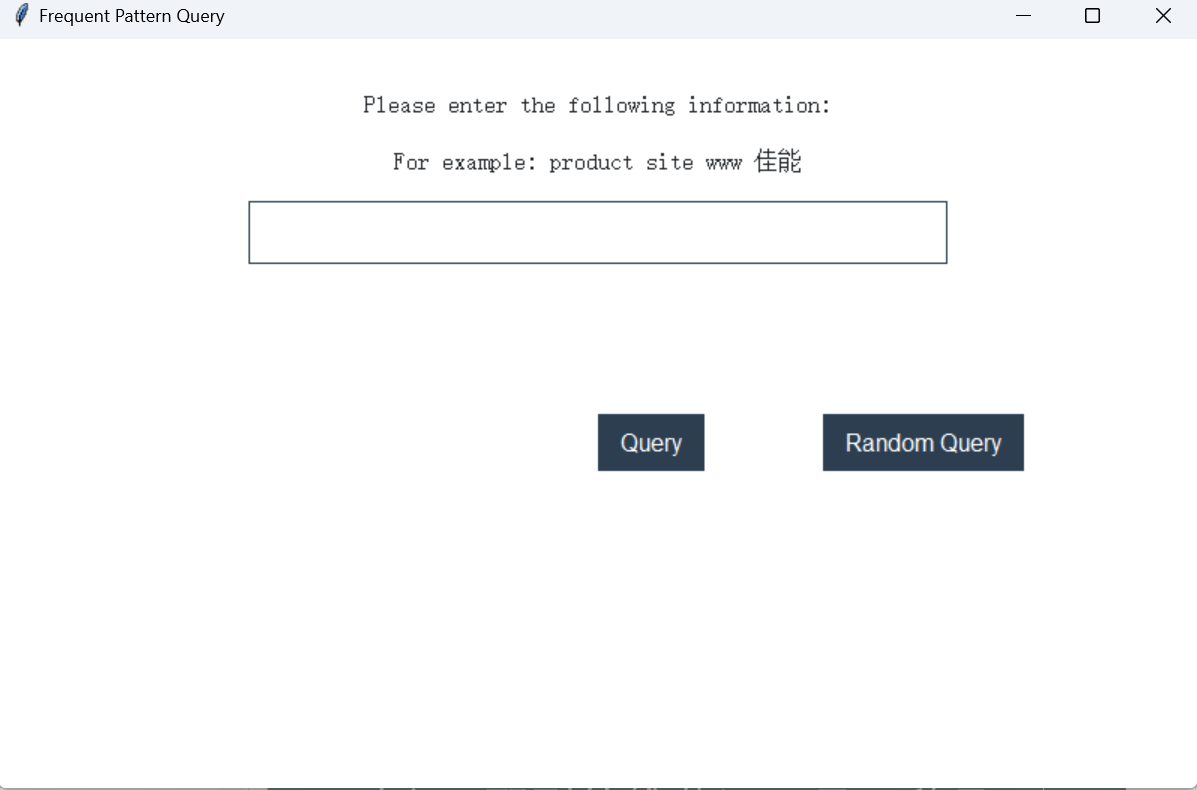 Frequent Pattern Query
Please enter the following information:
For example: product site www 佳能
Query
Random Query